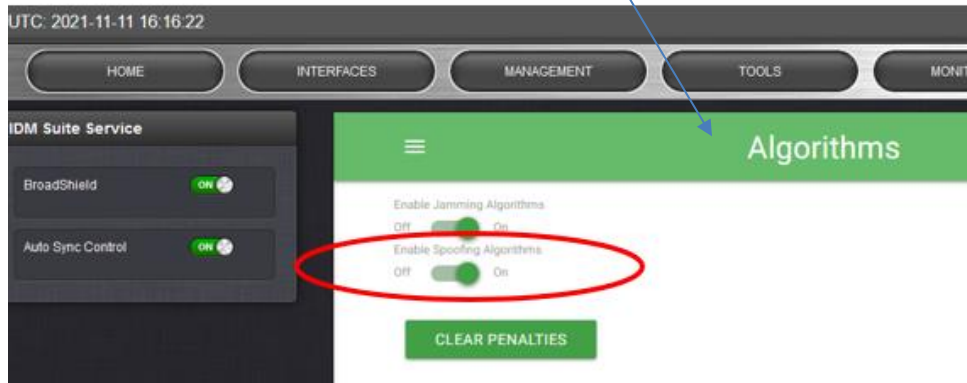 UTC: 2021-11-11 16:16:22
HOME INTERFACES MANAGEMENT TOOLS
IDM Suite Service
BroadShield ON
Auto Sync Control ON
Algorithms
Enable Jamming Algorithms
Off On
Enable Spoofing Algorithms
Off On
CLEAR PENALTIES